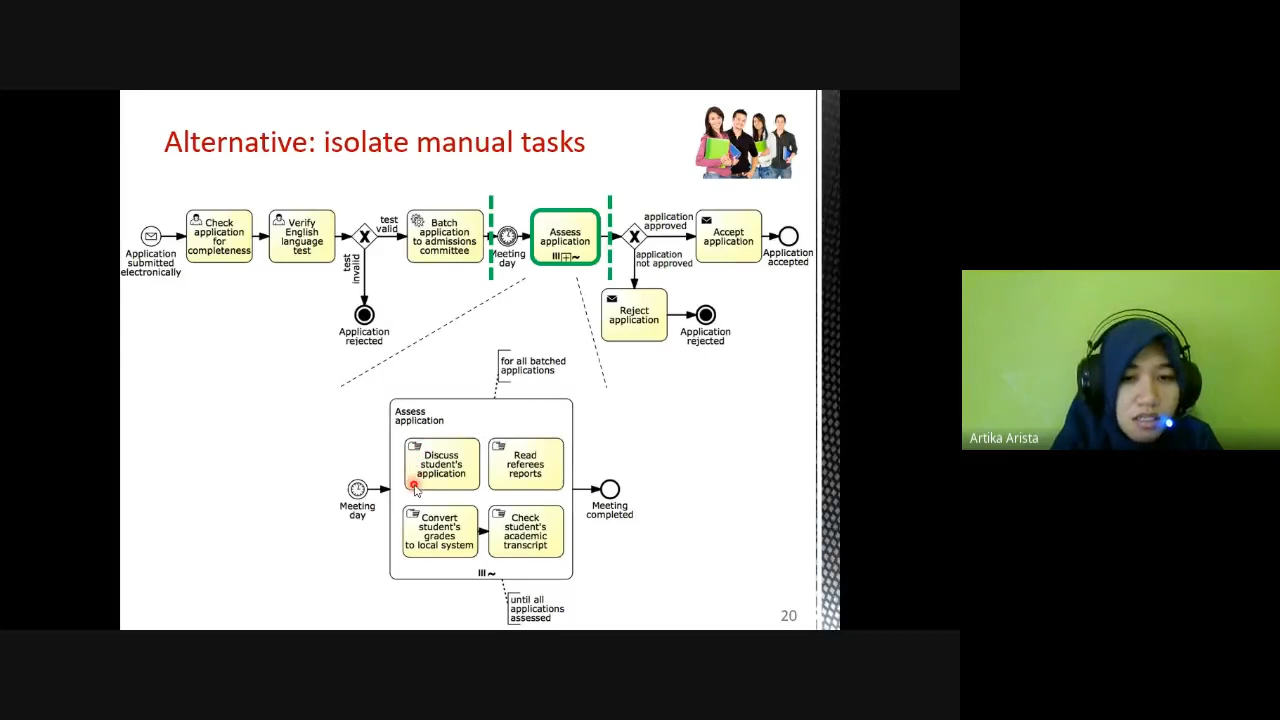 Alternative: isolate manual tasks
Application
submitted
electronically
Check
application
for
completeness
Verify
English
language
test
test
valid
test
invalid
Application
rejected
Batch
application
to admissions
committee
Meeting
day
Assess
application
application
approved
application
not approved
Accept
application
Application
accepted
Reject
application
Application
rejected
for all batched
applications
Assess
application
Meeting
day
Discuss
student's
application
Read
referees
reports
Convert
student's
grades
to local system
Check
student's
academic
transcript
Meeting
completed
until all
applications
assessed
20
Artika Arista